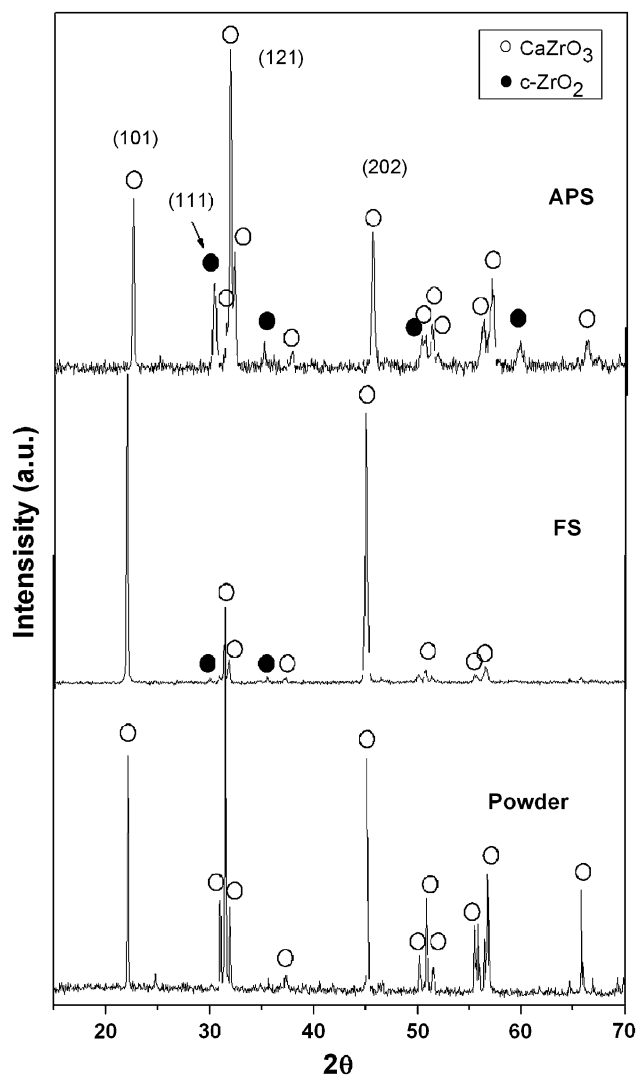 CaZrO3
c-ZrO2
(121)
(101)
(202)
(111)
APS
FS
Powder
Intensisity (a.u.)
20 30 40 50 60 70
2θ